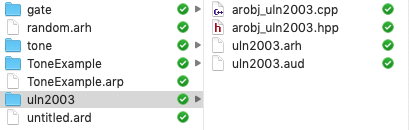 gate
random.arh
tone
ToneExample
ToneExample.arp
uln2003
untitled.ard
C++
arobj_uln2003.cpp
h
arobj_uln2003.hpp
uln2003.arh
uln2003.aud